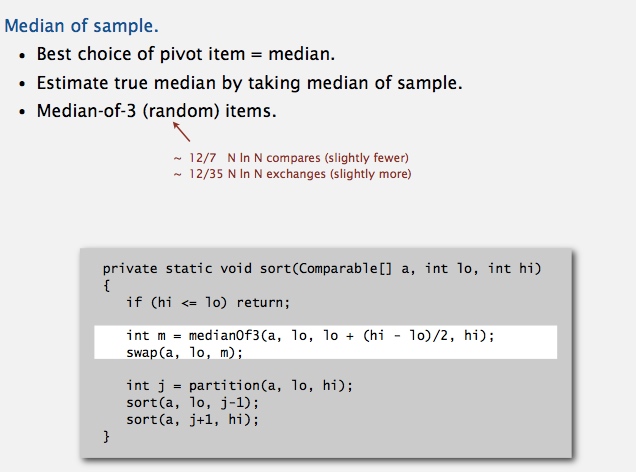 Median of sample.
• Best choice of pivot item = median.
• Estimate true median by taking median of sample.
• Median-of-3 (random) items.
~ 12/7 N ln N compares (slightly fewer)
~ 12/35 N ln N exchanges (slightly more)
private static void sort(Comparable[] a, int lo, int hi)
{
if (hi <= lo) return;
int m = medianOf3(a, lo, lo + (hi - lo)/2, hi);
swap(a, lo, m);
int j = partition(a, lo, hi);
sort(a, lo, j-1);
sort(a, j+1, hi);
}